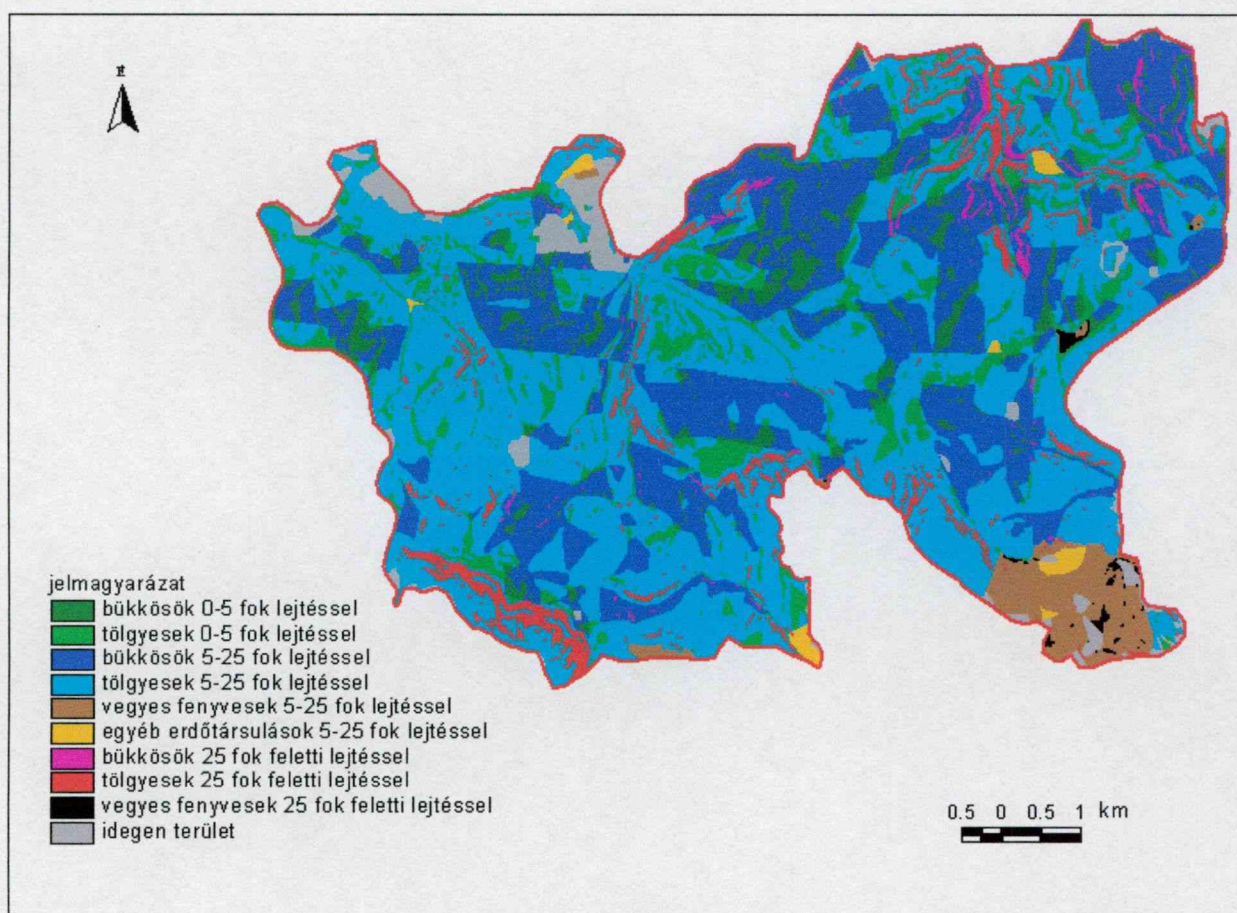 É
jelmagyarázat
bükkösök 0-5 fok lejtéssel
tölgyesek 0-5 fok lejtéssel
bükkösök 5-25 fok lejtéssel
tölgyesek 5-25 fok lejtéssel
vegyes fenyvesek 5-25 fok lejtéssel
egyéb erdőtársulások 5-25 fok lejtéssel
bükkösök 25 fok feletti lejtéssel
tölgyesek 25 fok feletti lejtéssel
vegyes fenyvesek 25 fok feletti lejtéssel
idegen terület
0.5 0 0.5 1 km